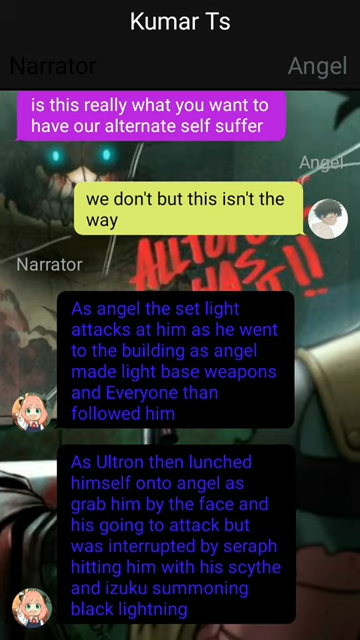 Kumar Ts
Narrator
Angel
is this really what you want to
have our alternate self suffer
Angel
we don't but this isn't the
way
Narrator
As angel the set light
attacks at him as he went
to the building as angel
made light base weapons
and Everyone than
followed him
As Ultron then lunched
himself onto angel as
grab him by the face and
his going to attack but
was interrupted by seraph
hitting him with his scythe
and izuku summoning
black lightning